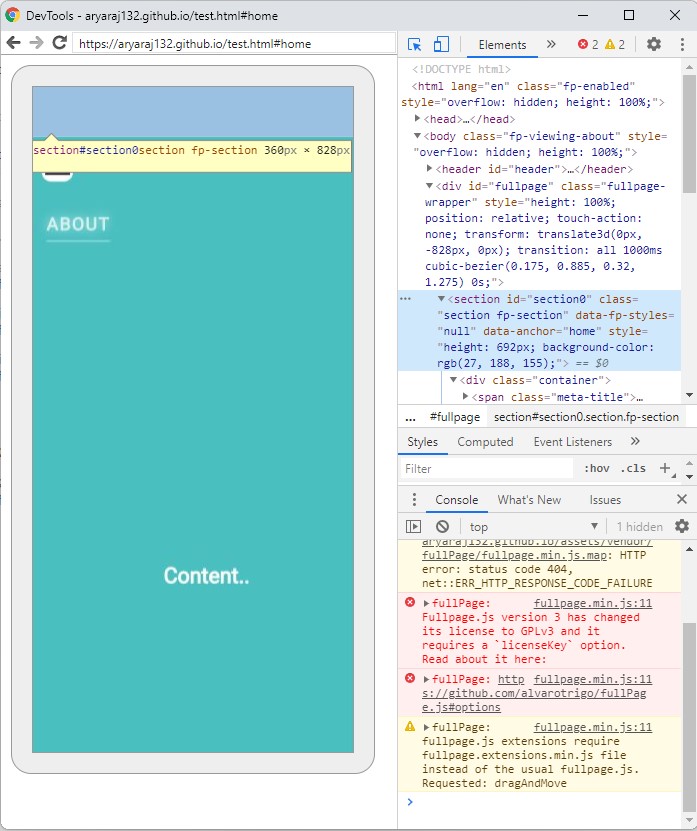 DevTools - aryaraj132.github.io/test.html#home
https://aryaraj132.github.io/test.html#home
section#section0section fp-section 360px × 828px
ABOUT
Content..
Elements
2
2
<!DOCTYPE html>
<html lang="en" class="fp-enabled"
style="overflow: hidden; height: 100%;">
<head>…</head>
<body class="fp-viewing-about" style=
"overflow: hidden; height: 100%;">
<header id="header">…</header>
<div id="fullpage" class="fullpage-
wrapper" style="height: 100%;
position: relative; touch-action:
none; transform: translate3d(0px,
-828px, 0px); transition: all 1000ms
cubic-bezier(0.175, 0.885, 0.32,
1.275) 0s;">
<section id="section0" class=
"section fp-section" data-fp-styles=
"null" data-anchor="home" style=
"height: 692px; background-color:
rgb(27, 188, 155);"> == $0
<div class="container">
<span class="meta-title">…
... #fullpage section#section0.section.fp-section
Styles Computed Event Listeners
Filter :hov .cls
Console What's New Issues
top 1 hidden
aryaraj132.github.io/assets/vendor/
fullPage/fullpage.min.js.map: HTTP
error: status code 404,
net::ERR_HTTP_RESPONSE_CODE_FAILURE
fullPage: fullpage.min.js:11
Fullpage.js version 3 has changed
its license to GPLv3 and it
requires a `licenseKey` option.
Read about it here:
fullPage: http fullpage.min.js:11
s://github.com/alvarotrigo/fullPag
e.js#options
fullPage: fullpage.min.js:11
fullpage.js extensions require
fullpage.extensions.min.js file
instead of the usual fullpage.js.
Requested: dragAndMove